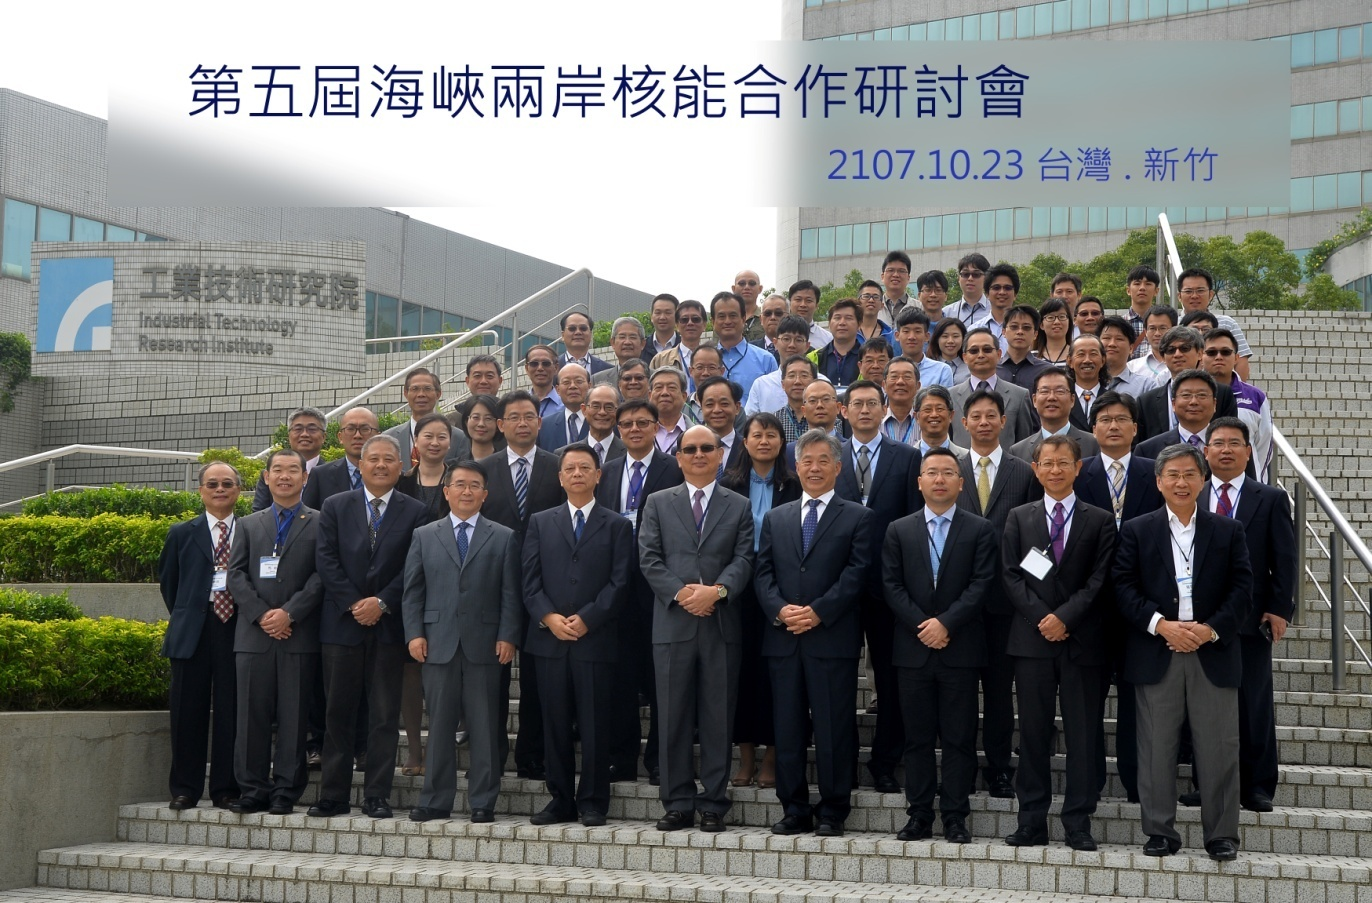 第五屆海峽兩岸核能合作研討會
2107.10.23 台灣 . 新竹
工業技術研究院
Industrial Technology
Research Institute